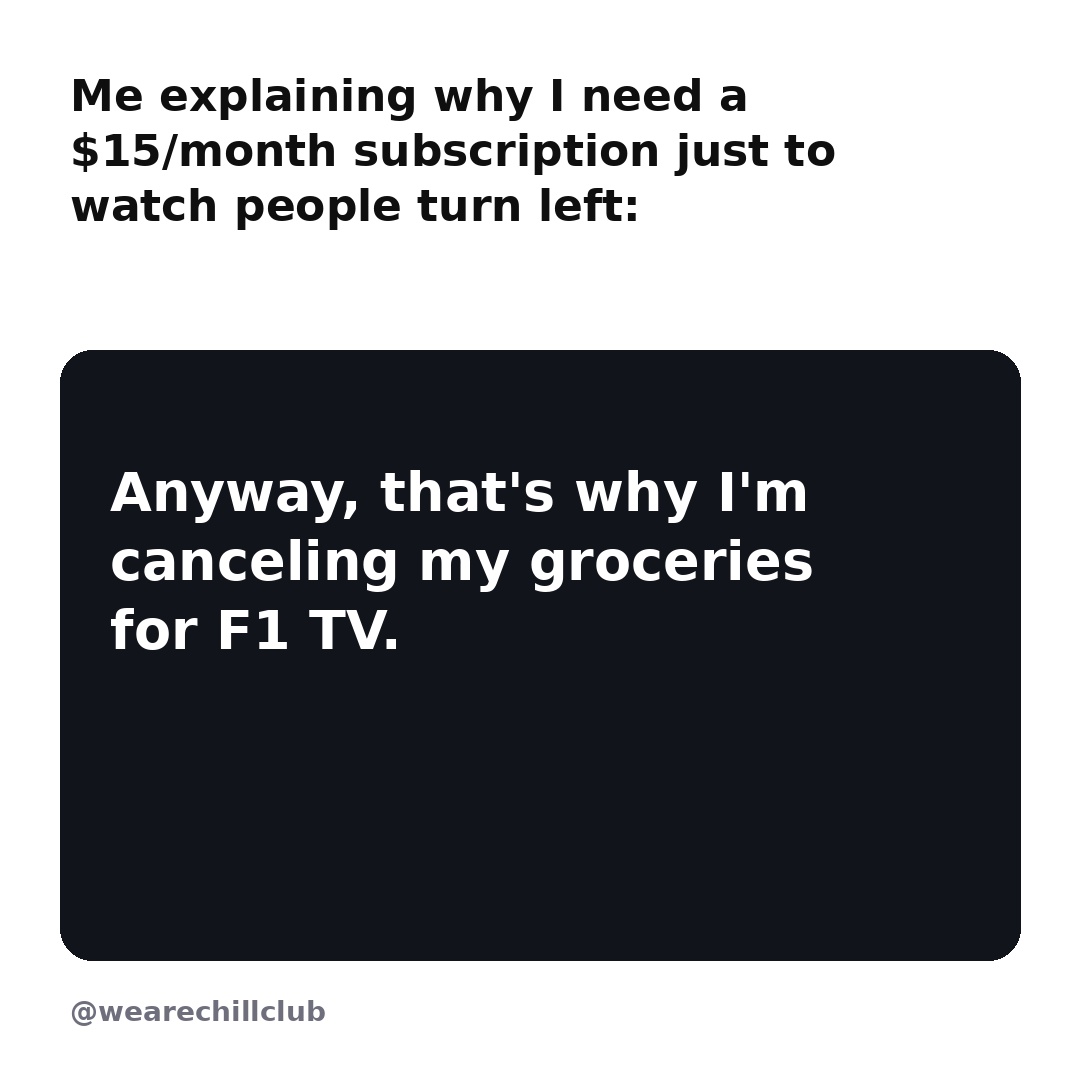 Me explaining why I need a
$15/month subscription just to
watch people turn left:
Anyway, that's why I'm
canceling my groceries
for F1 TV.
@wearechillclub